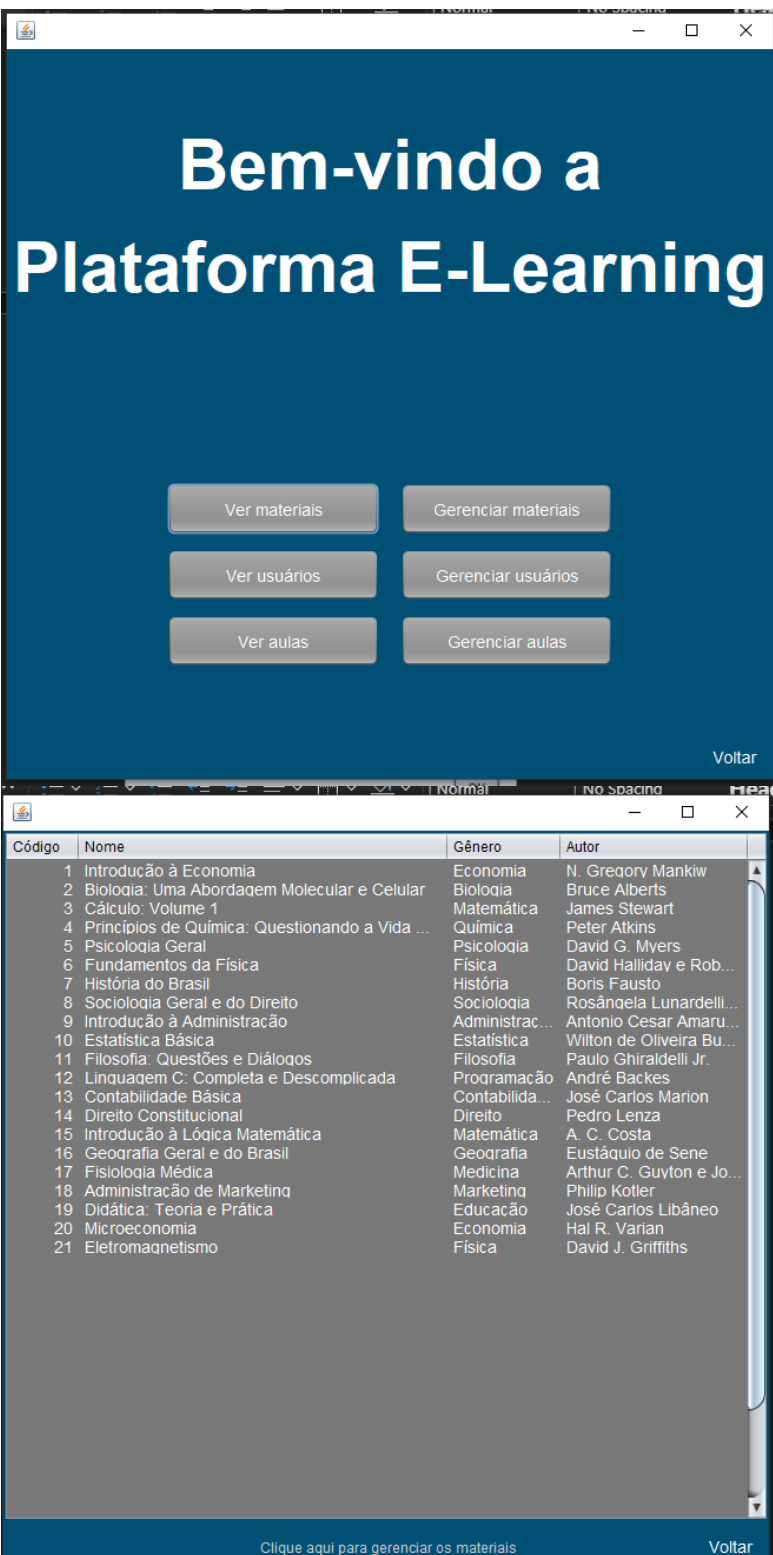 Normal No Spacing
Bem-vindo a
Plataforma E-Learning
Ver materiais Gerenciar materiais
Ver usuários Gerenciar usuários
Ver aulas Gerenciar aulas
Voltar
Normal No Spacing Head
Código Nome Gênero Autor
1 Introdução à Economia Economia N. Gregory Mankiw
2 Biologia: Uma Abordagem Molecular e Celular Biologia Bruce Alberts
3 Cálculo: Volume 1 Matemática James Stewart
4 Princípios de Química: Questionando a Vida ... Química Peter Atkins
5 Psicologia Geral Psicologia David G. Myers
6 Fundamentos da Física Física David Halliday e Rob...
7 História do Brasil História Boris Fausto
8 Sociologia Geral e do Direito Sociologia Rosângela Lunardelli...
9 Introdução à Administração Administraç... Antonio Cesar Amaru...
10 Estatística Básica Estatística Wilton de Oliveira Bu...
11 Filosofia: Questões e Diálogos Filosofia Paulo Ghiraldelli Jr.
12 Linguagem C: Completa e Descomplicada Programação André Backes
13 Contabilidade Básica Contabilida... José Carlos Marion
14 Direito Constitucional Direito Pedro Lenza
15 Introdução à Lógica Matemática Matemática A. C. Costa
16 Geografia Geral e do Brasil Geografia Eustáquio de Sene
17 Fisiologia Médica Medicina Arthur C. Guyton e Jo...
18 Administração de Marketing Marketing Philip Kotler
19 Didática: Teoria e Prática Educação José Carlos Libâneo
20 Microeconomia Economia Hal R. Varian
21 Eletromagnetismo Física David J. Griffiths
Clique aqui para gerenciar os materiais Voltar